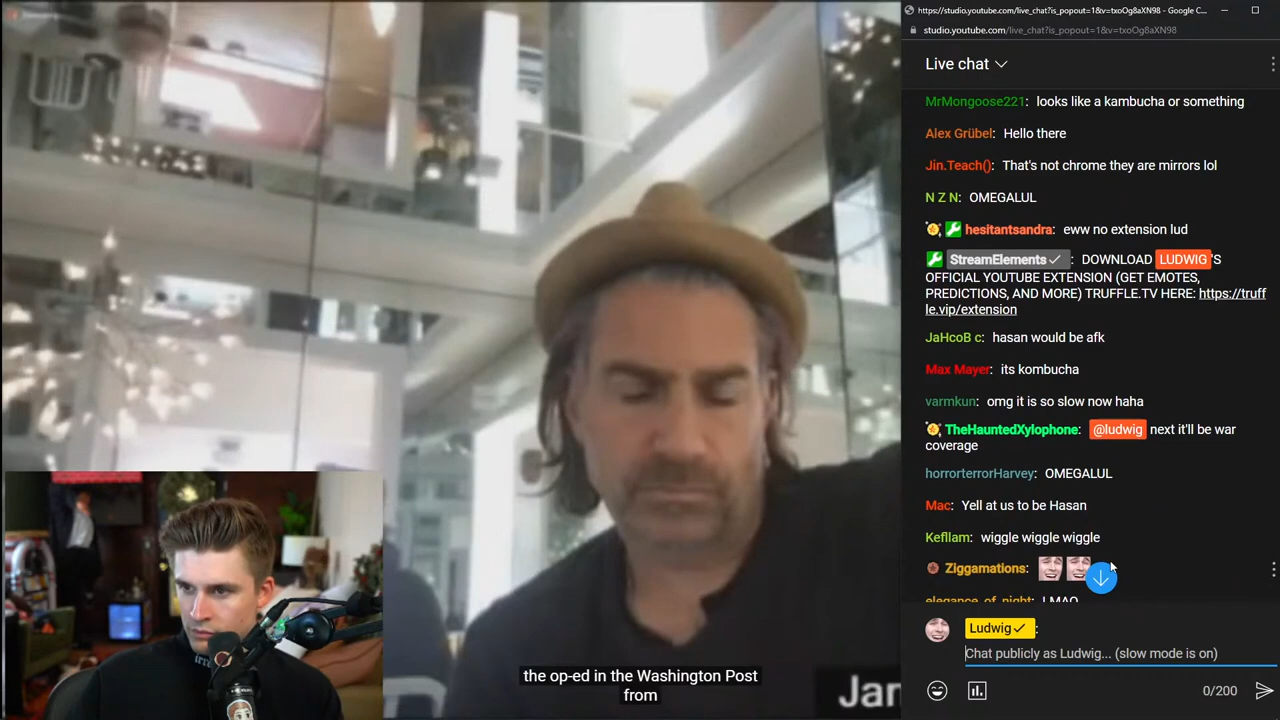 https://studio.youtube.com/live_chat?is_popout=1&v=txoOg8aXN98 - Google C...
studio.youtube.com/live_chat?is_popout=1&v=txoOg8aXN98
Live chat
MrMongoose221: looks like a kambucha or something
Alex Grübel: Hello there
Jin.Teach(): That's not chrome they are mirrors lol
N Z N: OMEGALUL
hesitantsandra: eww no extension lud
StreamElements : DOWNLOAD LUDWIG'S
OFFICIAL YOUTUBE EXTENSION (GET EMOTES,
PREDICTIONS, AND MORE) TRUFFLE.TV HERE: https://truff
le.vip/extension
JaHcoB c: hasan would be afk
Max Mayer: its kombucha
varmkun: omg it is so slow now haha
TheHauntedXylophone: @ludwig next it'll be war
coverage
horrorterrorHarvey: OMEGALUL
Mac: Yell at us to be Hasan
Kefllam: wiggle wiggle wiggle
Ziggamations:
elegance_of_night: LMAO
Ludwig :
Chat publicly as Ludwig... (slow mode is on)
0/200
the op-ed in the Washington Post
from
Jan